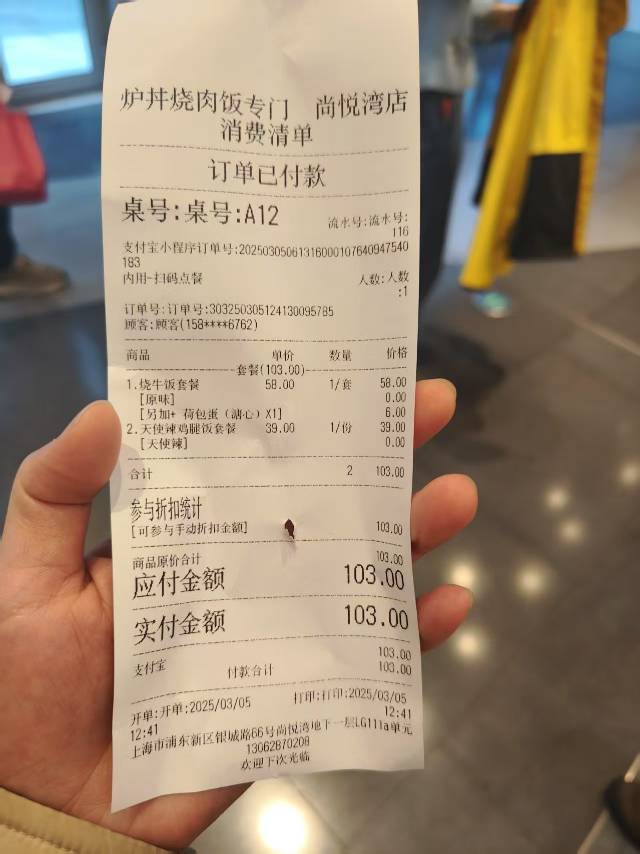 炉丼烧肉饭专门 尚悦湾店
消费清单
订单已付款
桌号:桌号:A12 流水号:流水号:
116
支付宝小程序订单号:20250305061316000107640947540
183
内用-扫码点餐 人数:人数
:1
订单号:订单号:303250305124130095785
顾客:顾客(158****6762)
商品 单价 数量 价格
套餐(103.00)
1.烧牛饭套餐 58.00 1/套 58.00
[原味] 0.00
[另加+ 荷包蛋（溏心）X1] 6.00
2.天使辣鸡腿饭套餐 39.00 1/份 39.00
[天使辣] 0.00
合计 2 103.00
参与折扣统计
[可参与手动折扣金额] 103.00
商品原价合计 103.00
应付金额 103.00
实付金额 103.00
支付宝 103.00
付款合计 103.00
开单:开单:2025/03/05 打印:打印:2025/03/05
12:41 12:41
上海市浦东新区银城路66号尚悦湾地下一层LG111a单元
13062870208
欢迎下次光临